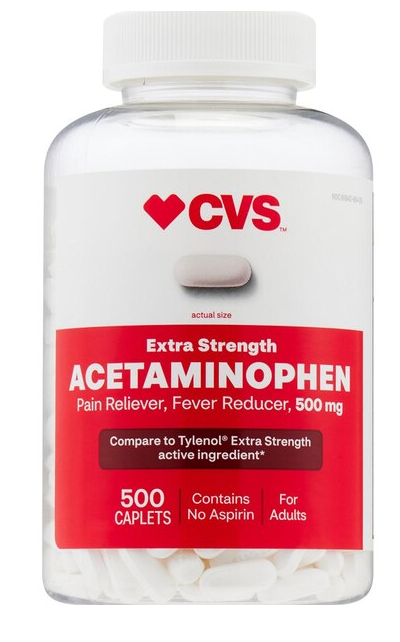 CVS™
actual size
Extra Strength
ACETAMINOPHEN
Pain Reliever, Fever Reducer, 500 mg
Compare to Tylenol® Extra Strength
active ingredient*
500 CAPLETS
Contains No Aspirin
For Adults